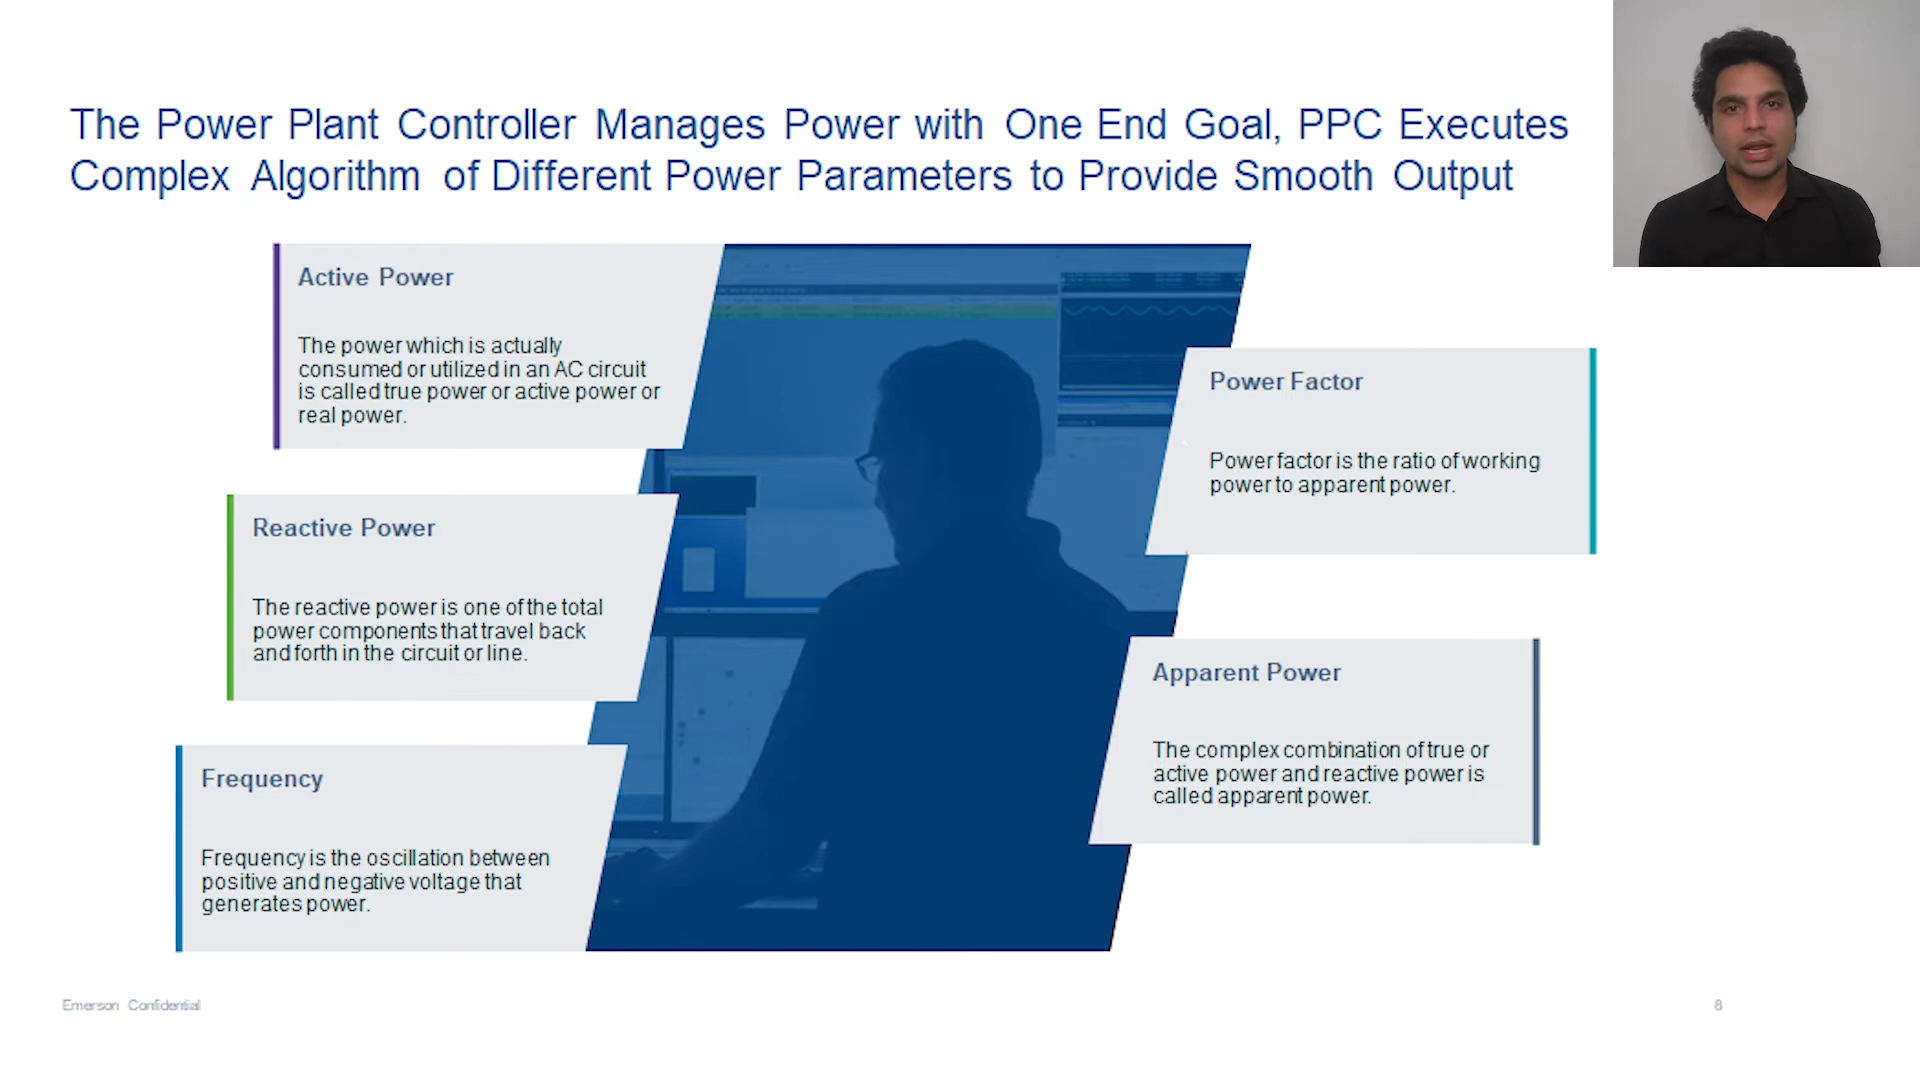 The Power Plant Controller Manages Power with One End Goal, PPC Executes
Complex Algorithm of Different Power Parameters to Provide Smooth Output
Active Power
The power which is actually
consumed or utilized in an AC circuit
is called true power or active power or
real power.
Reactive Power
The reactive power is one of the total
power components that travel back
and forth in the circuit or line.
Frequency
Frequency is the oscillation between
positive and negative voltage that
generates power.
Power Factor
Power factor is the ratio of working
power to apparent power.
Apparent Power
The complex combination of true or
active power and reactive power is
called apparent power.
Emerson Confidential
8